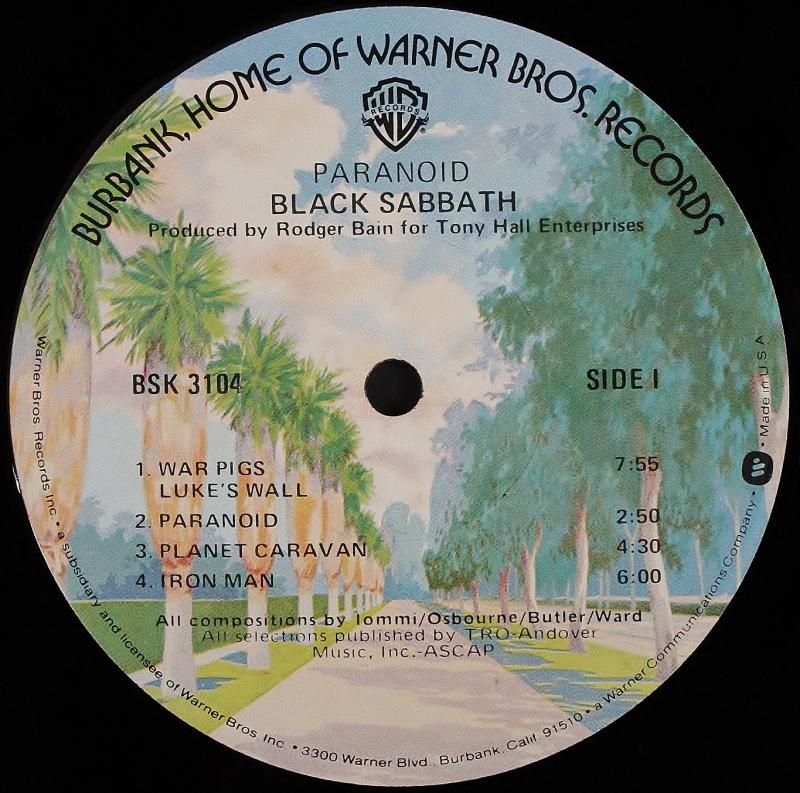 BURBANK, HOME OF WARNER BROS. RECORDS
WB
RECORDS
®
PARANOID
BLACK SABBATH
Produced by Rodger Bain for Tony Hall Enterprises
BSK 3104
SIDE I
1. WAR PIGS 7:55
LUKE'S WALL
2. PARANOID 2:50
3. PLANET CARAVAN 4:30
4. IRON MAN 6:00
All compositions by Iommi/Osbourne/Butler/Ward
All selections published by TRO-Andover
Music, Inc.-ASCAP
Warner Bros. Records Inc. • a subsidiary and licensee of Warner Bros. Inc. • 3300 Warner Blvd., Burbank, Calif. 91510 • a Warner Communications Company. • Made in U S A